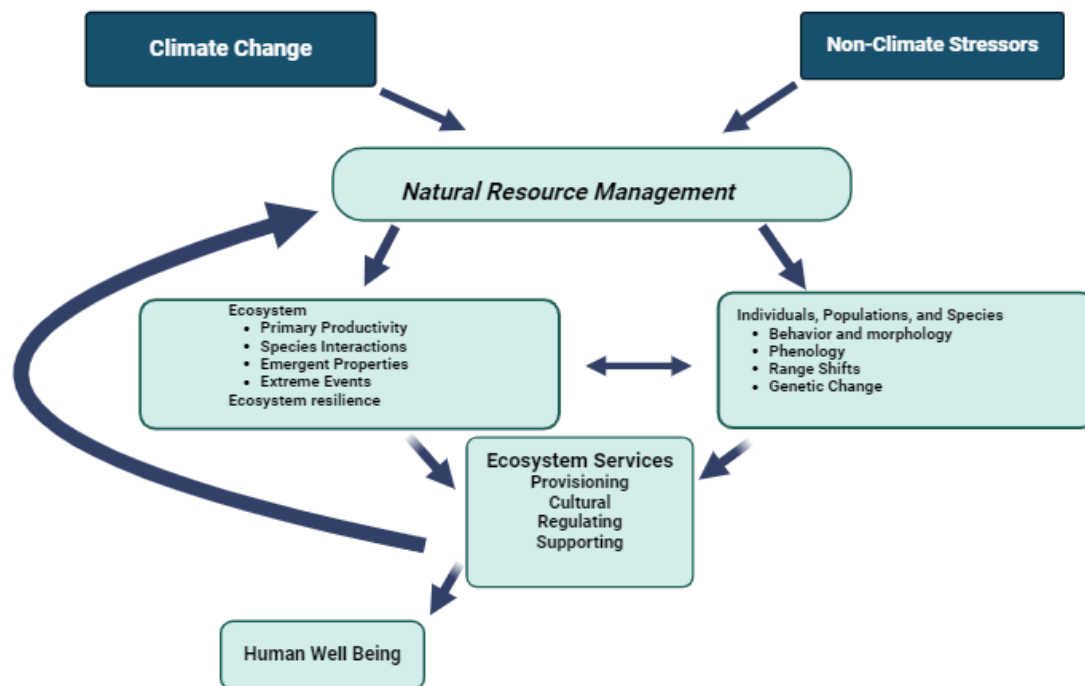 Climate Change
Non-Climate Stressors
Natural Resource Management
Ecosystem
• Primary Productivity
• Species Interactions
• Emergent Properties
• Extreme Events
Ecosystem resilience
Individuals, Populations, and Species
• Behavior and morphology
• Phenology
• Range Shifts
• Genetic Change
Ecosystem Services
Provisioning
Cultural
Regulating
Supporting
Human Well Being